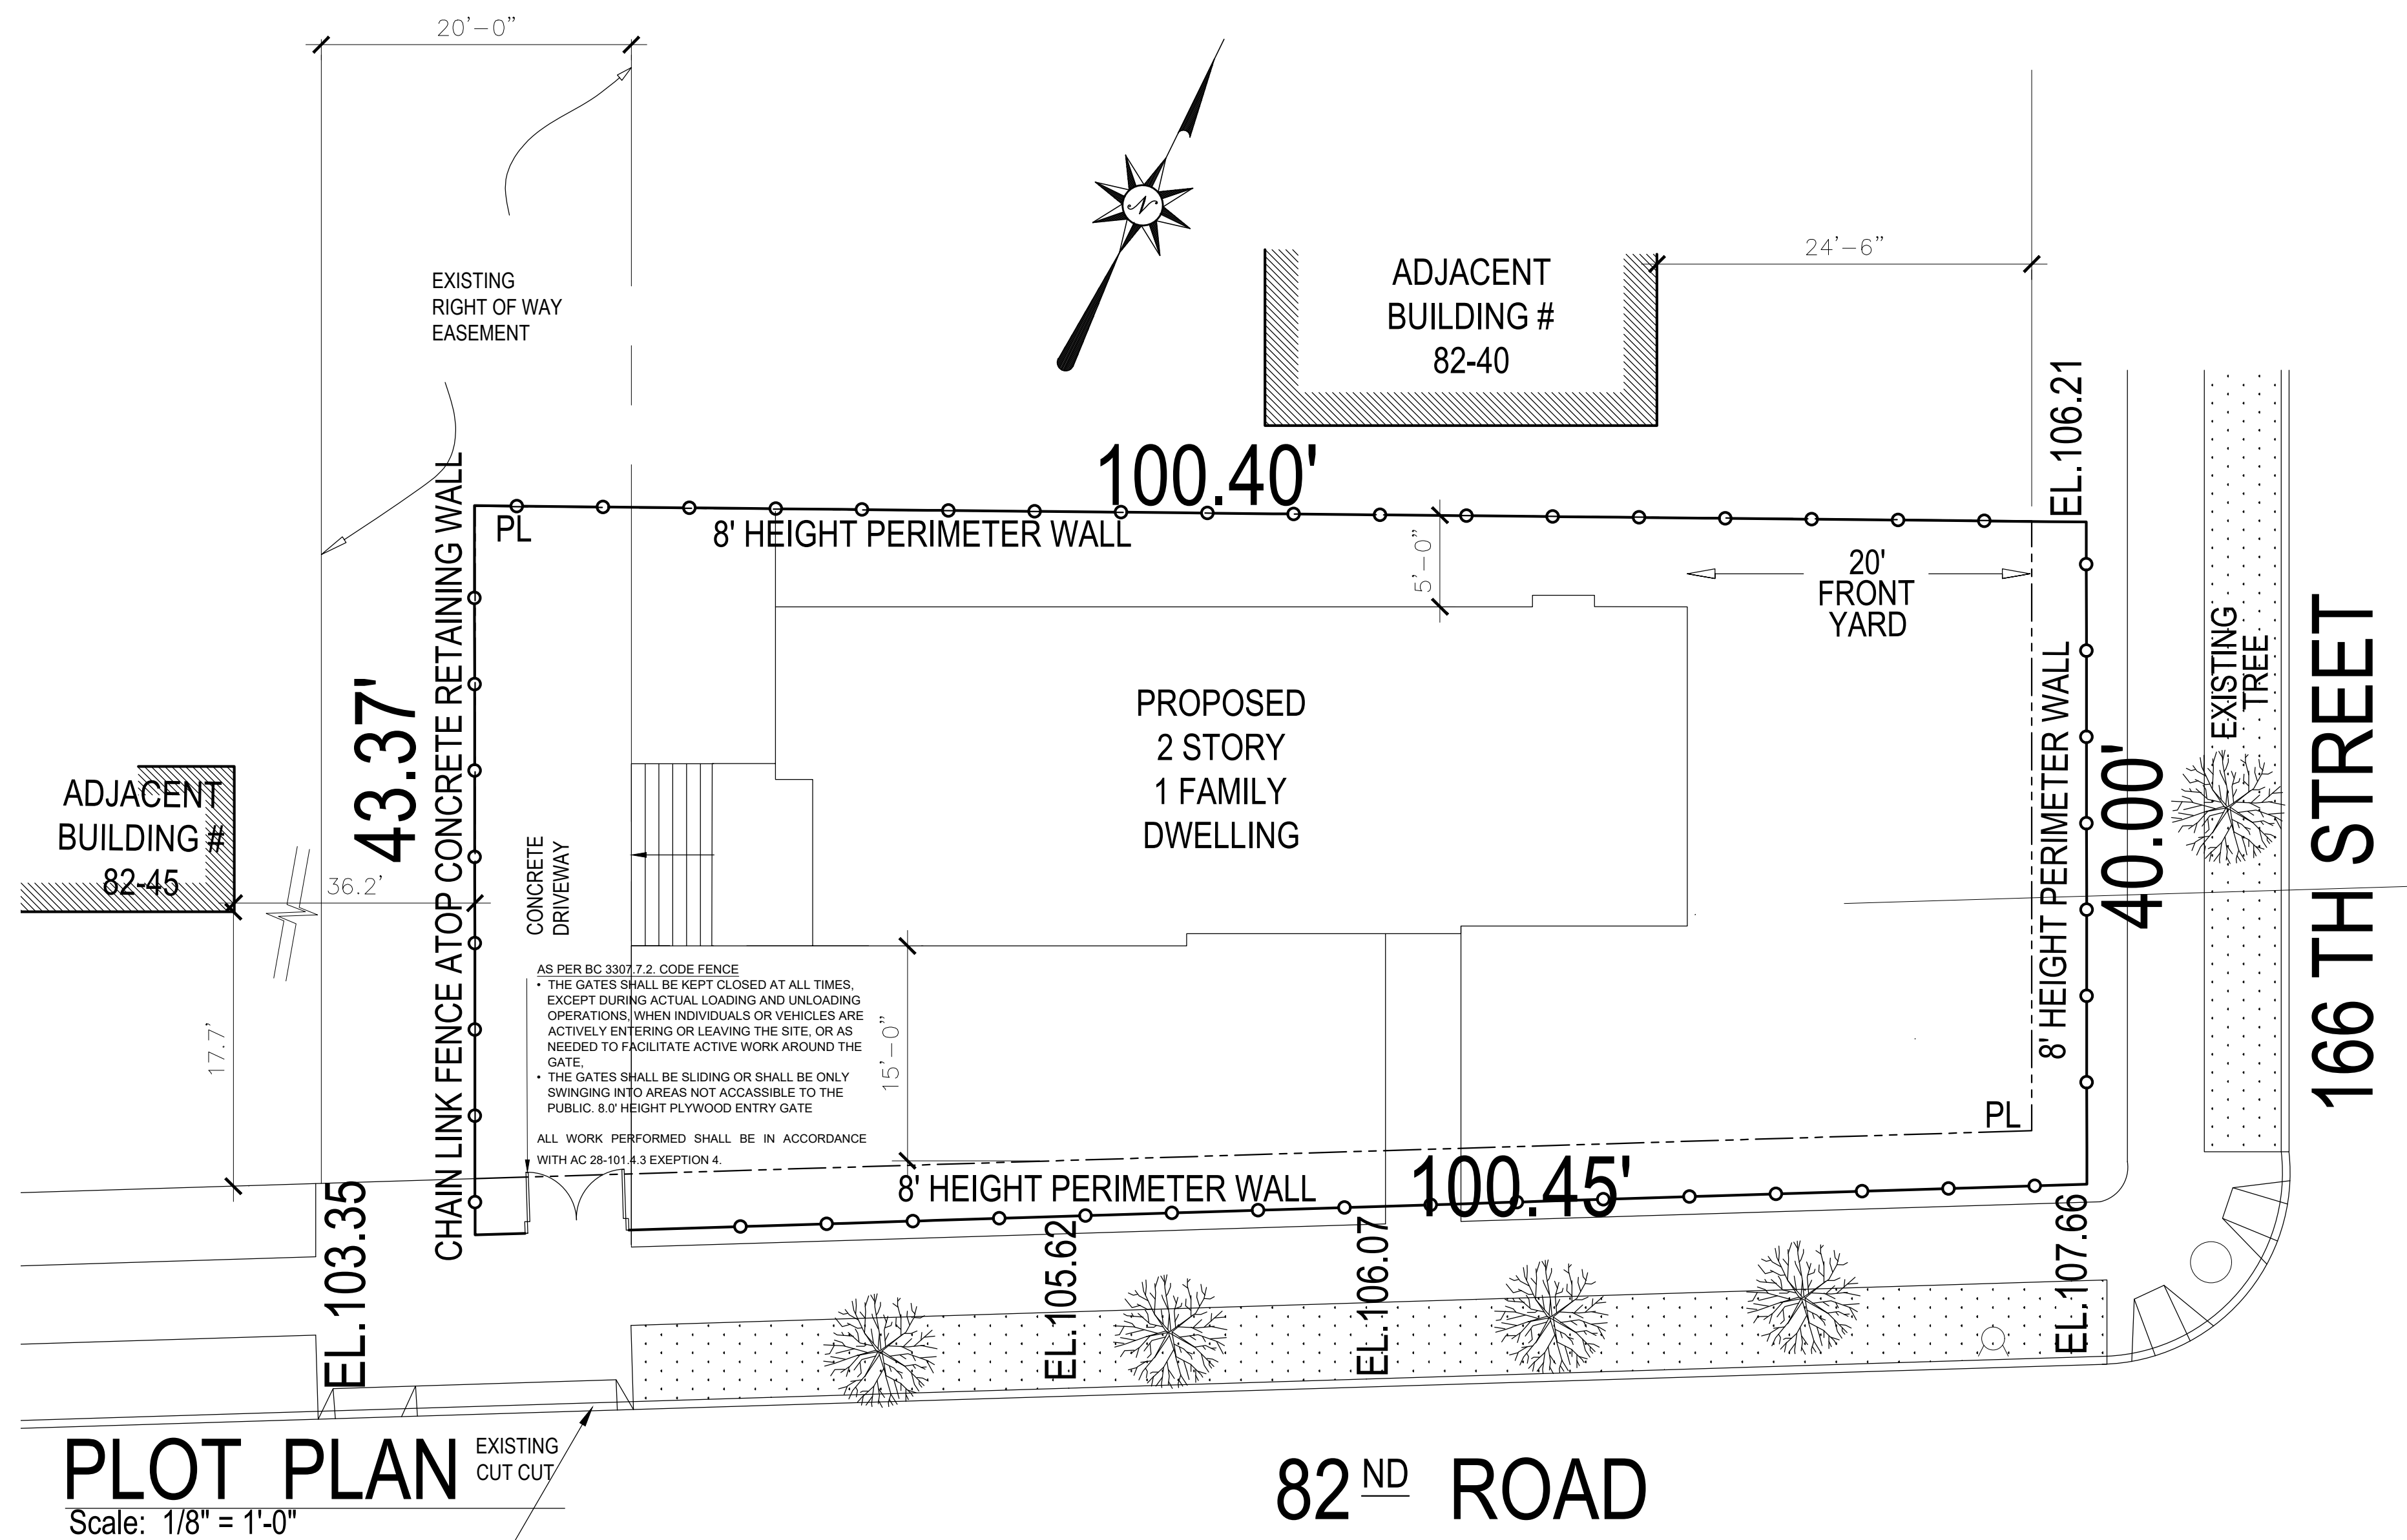 20'-0"
N
EXISTING
RIGHT OF WAY
EASEMENT
ADJACENT
BUILDING #
82-40
24'-6"
EL.106.21
100.40'
PL
8' HEIGHT PERIMETER WALL
5'-0"
20'
FRONT
YARD
CHAIN LINK FENCE ATOP CONCRETE RETAINING WALL
43.37'
PROPOSED
2 STORY
1 FAMILY
DWELLING
8' HEIGHT PERIMETER WALL
40.00'
EXISTING
TREE
166 TH STREET
ADJACENT
BUILDING #
82-45
36.2'
17.7'
CONCRETE
DRIVEWAY
AS PER BC 3307.7.2. CODE FENCE
• THE GATES SHALL BE KEPT CLOSED AT ALL TIMES,
EXCEPT DURING ACTUAL LOADING AND UNLOADING
OPERATIONS, WHEN INDIVIDUALS OR VEHICLES ARE
ACTIVELY ENTERING OR LEAVING THE SITE, OR AS
NEEDED TO FACILITATE ACTIVE WORK AROUND THE
GATE,
• THE GATES SHALL BE SLIDING OR SHALL BE ONLY
SWINGING INTO AREAS NOT ACCASSIBLE TO THE
PUBLIC. 8.0' HEIGHT PLYWOOD ENTRY GATE
ALL WORK PERFORMED SHALL BE IN ACCORDANCE
WITH AC 28-101.4.3 EXEPTION 4.
15'-0"
PL
8' HEIGHT PERIMETER WALL
100.45'
EL.103.35
EL.105.62
EL.106.07
EL.107.66
PLOT PLAN
Scale: 1/8" = 1'-0"
EXISTING
CUT CUT
82 ND ROAD